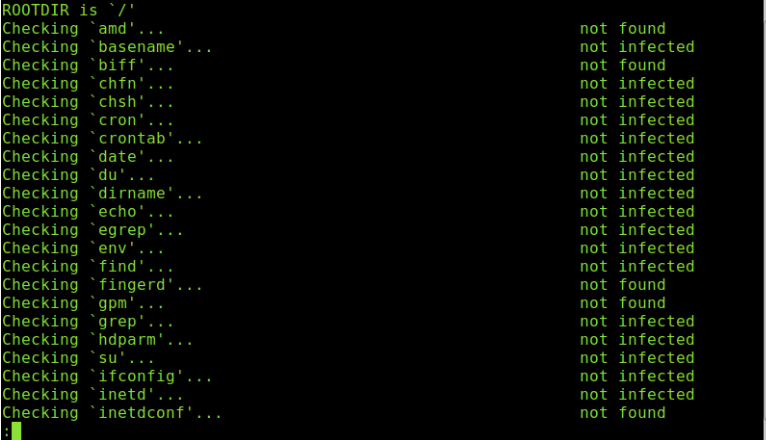 ROOTDIR is `/'
Checking `amd'... not found
Checking `basename'... not infected
Checking `biff'... not found
Checking `chfn'... not infected
Checking `chsh'... not infected
Checking `cron'... not infected
Checking `crontab'... not infected
Checking `date'... not infected
Checking `du'... not infected
Checking `dirname'... not infected
Checking `echo'... not infected
Checking `egrep'... not infected
Checking `env'... not infected
Checking `find'... not infected
Checking `fingerd'... not found
Checking `gpm'... not found
Checking `grep'... not infected
Checking `hdparm'... not infected
Checking `su'... not infected
Checking `ifconfig'... not infected
Checking `inetd'... not infected
Checking `inetdconf'... not found
: